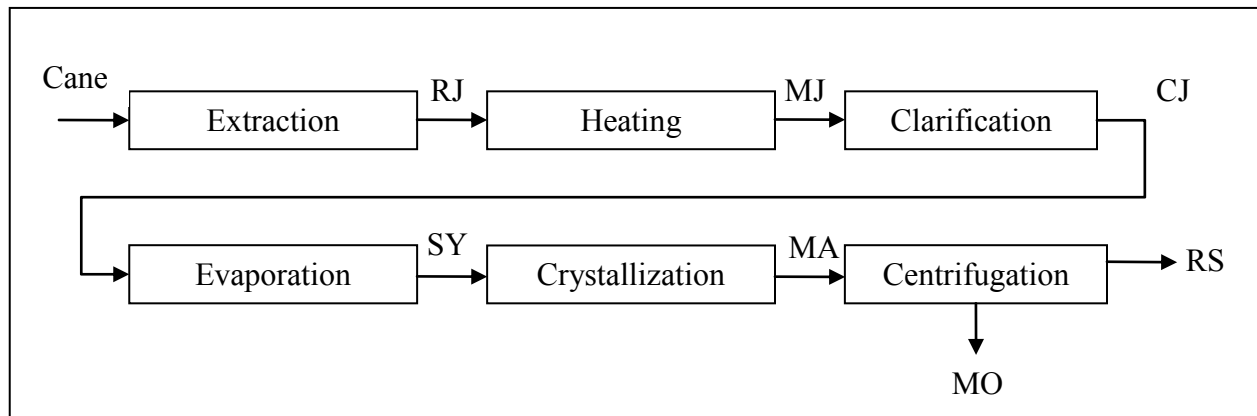 Cane
RJ
MJ
CJ
Extraction
Heating
Clarification
SY
MA
RS
Evaporation
Crystallization
Centrifugation
MO